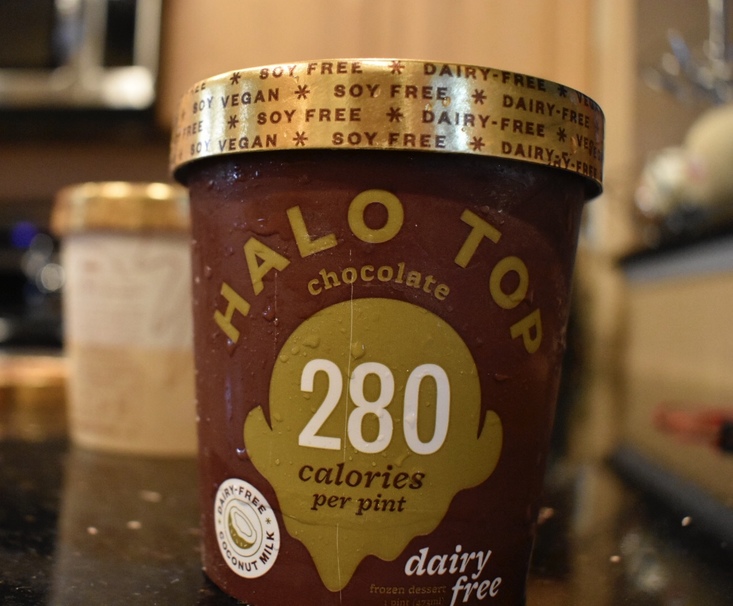 * SOY FREE * DAIRY-FREE *
SOY VEGAN * SOY FREE * DAIRY-FREE
FREE * SOY FREE * DAIRY-FREE *
SOY VEGAN * SOY FREE * DAIRY-FREE
HALO TOP
chocolate
280
calories
per pint
DAIRY-FREE
COCONUT MILK
dairy
free
frozen dessert